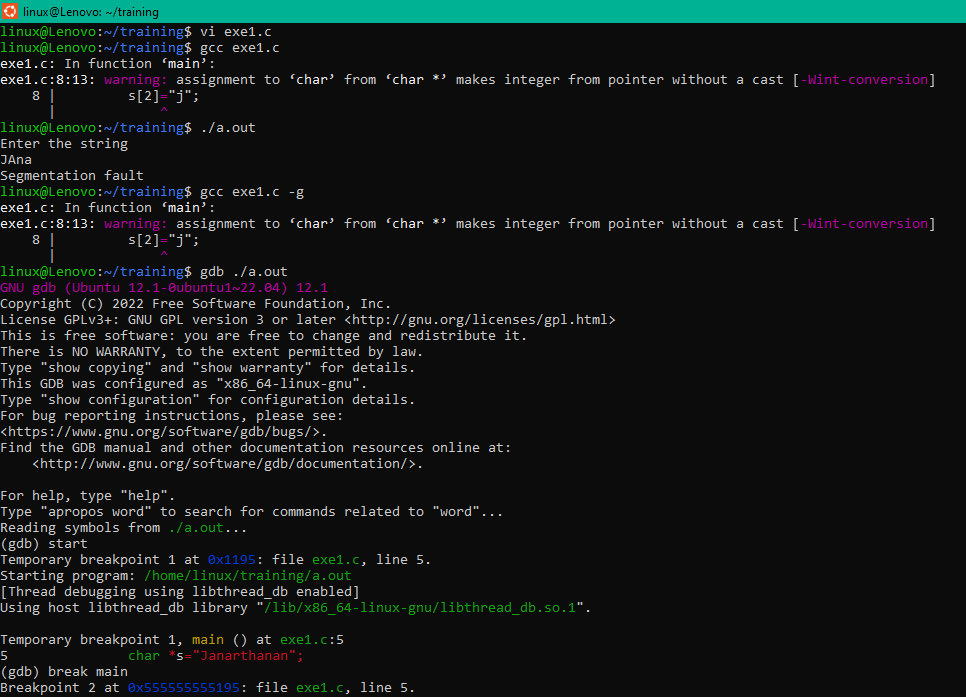 linux@Lenovo: ~/training
linux@Lenovo:~/training$ vi exe1.c
linux@Lenovo:~/training$ gcc exe1.c
exe1.c: In function ‘main’:
exe1.c:8:13: warning: assignment to ‘char’ from ‘char *’ makes integer from pointer without a cast [-Wint-conversion]
    8 |         s[2]="j";
      |             ^
linux@Lenovo:~/training$ ./a.out
Enter the string
JAna
Segmentation fault
linux@Lenovo:~/training$ gcc exe1.c -g
exe1.c: In function ‘main’:
exe1.c:8:13: warning: assignment to ‘char’ from ‘char *’ makes integer from pointer without a cast [-Wint-conversion]
    8 |         s[2]="j";
      |             ^
linux@Lenovo:~/training$ gdb ./a.out
GNU gdb (Ubuntu 12.1-0ubuntu1~22.04) 12.1
Copyright (C) 2022 Free Software Foundation, Inc.
License GPLv3+: GNU GPL version 3 or later <http://gnu.org/licenses/gpl.html>
This is free software: you are free to change and redistribute it.
There is NO WARRANTY, to the extent permitted by law.
Type "show copying" and "show warranty" for details.
This GDB was configured as "x86_64-linux-gnu".
Type "show configuration" for configuration details.
For bug reporting instructions, please see:
<https://www.gnu.org/software/gdb/bugs/>.
Find the GDB manual and other documentation resources online at:
    <http://www.gnu.org/software/gdb/documentation/>.

For help, type "help".
Type "apropos word" to search for commands related to "word"...
Reading symbols from ./a.out...
(gdb) start
Temporary breakpoint 1 at 0x1195: file exe1.c, line 5.
Starting program: /home/linux/training/a.out
[Thread debugging using libthread_db enabled]
Using host libthread_db library "/lib/x86_64-linux-gnu/libthread_db.so.1".

Temporary breakpoint 1, main () at exe1.c:5
5               char *s="Janarthanan";
(gdb) break main
Breakpoint 2 at 0x555555555195: file exe1.c, line 5.